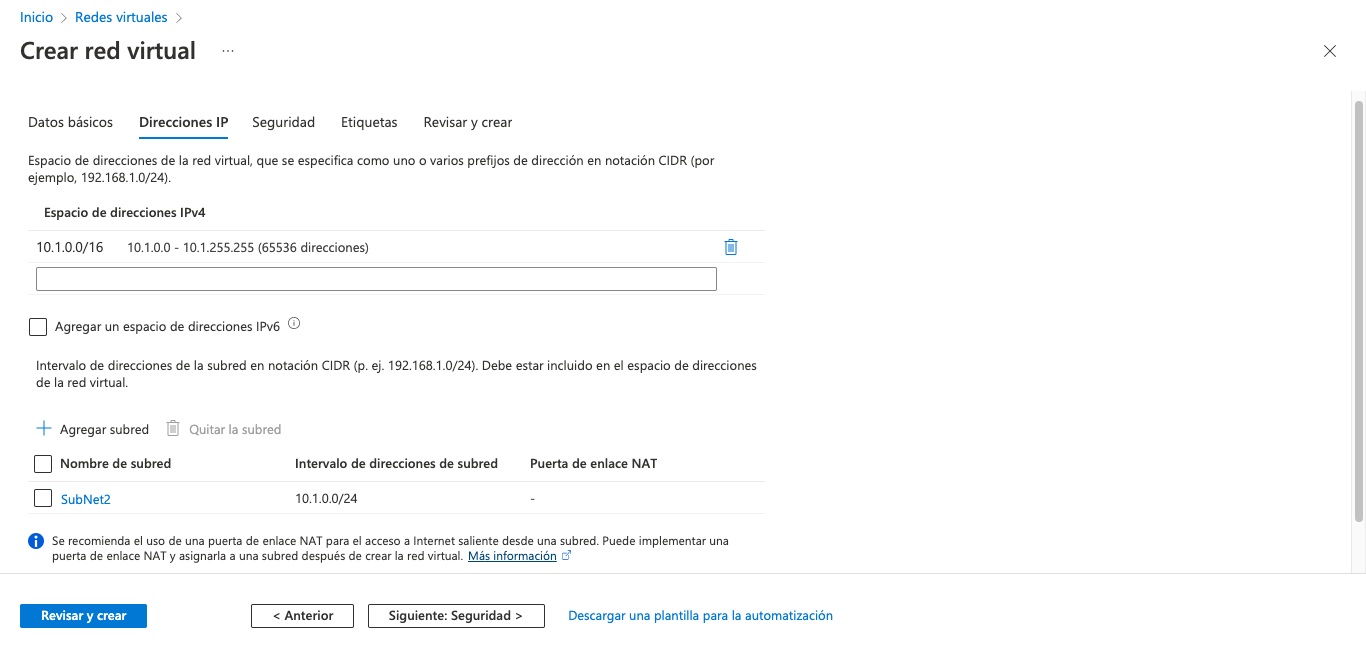 Inicio > Redes virtuales >
Crear red virtual ...
Datos básicos Direcciones IP Seguridad Etiquetas Revisar y crear
Espacio de direcciones de la red virtual, que se especifica como uno o varios prefijos de dirección en notación CIDR (por
ejemplo, 192.168.1.0/24).
Espacio de direcciones IPv4
10.1.0.0/16 10.1.0.0 - 10.1.255.255 (65536 direcciones)
Agregar un espacio de direcciones IPv6
Intervalo de direcciones de la subred en notación CIDR (p. ej. 192.168.1.0/24). Debe estar incluido en el espacio de direcciones
de la red virtual.
Agregar subred Quitar la subred
Nombre de subred Intervalo de direcciones de subred Puerta de enlace NAT
SubNet2 10.1.0.0/24 -
Se recomienda el uso de una puerta de enlace NAT para el acceso a Internet saliente desde una subred. Puede implementar una
puerta de enlace NAT y asignarla a una subred después de crear la red virtual. Más información
Revisar y crear < Anterior Siguiente: Seguridad > Descargar una plantilla para la automatización